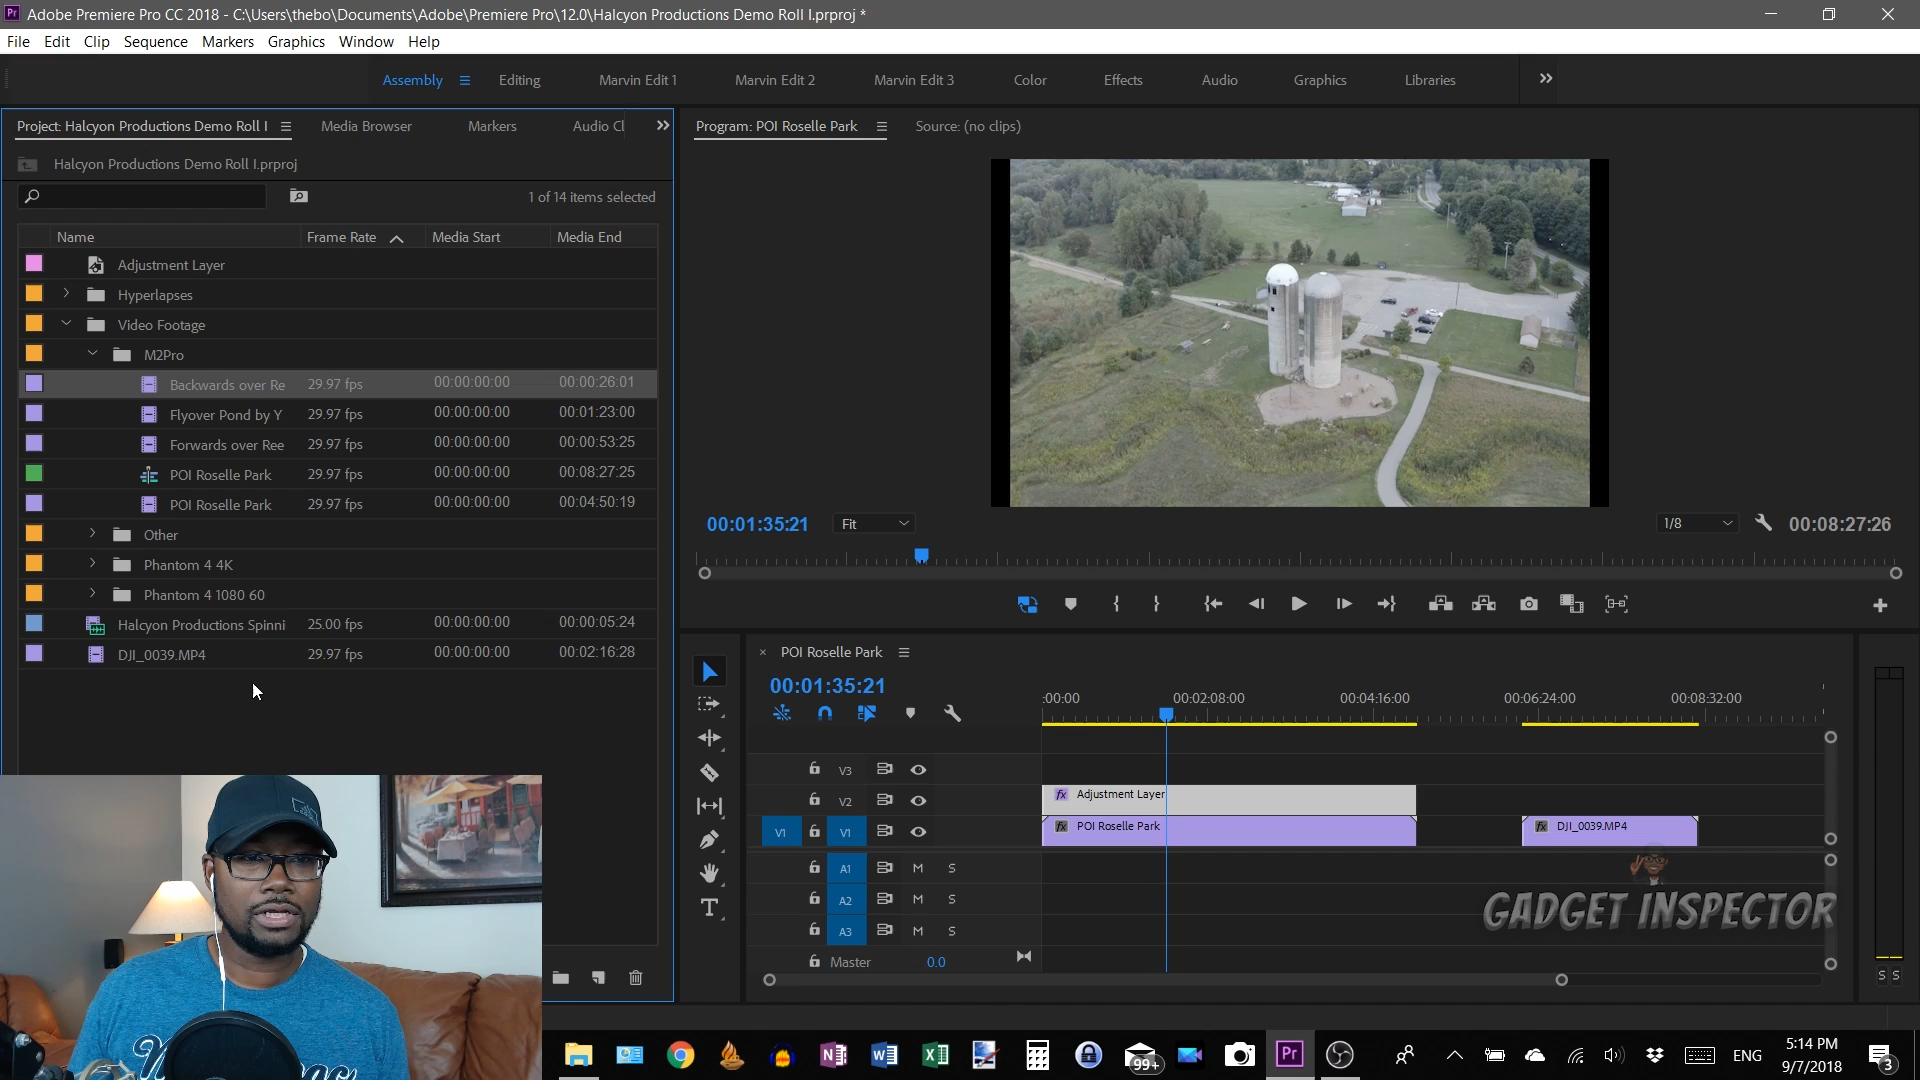 Adobe Premiere Pro CC 2018 - C:\Users\thebo\Documents\Adobe\Premiere Pro\12.0\Halcyon Productions Demo Roll I.prproj *
File Edit Clip Sequence Markers Graphics Window Help
Assembly Editing Marvin Edit 1 Marvin Edit 2 Marvin Edit 3 Color Effects Audio Graphics Libraries
Project: Halcyon Productions Demo Roll I Media Browser Markers Audio Cl
Halcyon Productions Demo Roll I.prproj
1 of 14 items selected
Name Frame Rate Media Start Media End
Adjustment Layer
Hyperlapses
Video Footage
M2Pro
Backwards over Re 29.97 fps 00:00:00:00 00:00:26:01
Flyover Pond by Y 29.97 fps 00:00:00:00 00:01:23:00
Forwards over Ree 29.97 fps 00:00:00:00 00:00:53:25
POI Roselle Park 29.97 fps 00:00:00:00 00:08:27:25
POI Roselle Park 29.97 fps 00:00:00:00 00:04:50:19
Other
Phantom 4 4K
Phantom 4 1080 60
Halcyon Productions Spinni 25.00 fps 00:00:00:00 00:00:05:24
DJI_0039.MP4 29.97 fps 00:00:00:00 00:02:16:28
Program: POI Roselle Park Source: (no clips)
00:01:35:21 Fit 1/8 00:08:27:26
POI Roselle Park
00:01:35:21
:00:00 00:02:08:00 00:04:16:00 00:06:24:00 00:08:32:00
V3
V2 Adjustment Layer
V1 V1 POI Roselle Park DJI_0039.MP4
A1 M S
A2 M S
A3 M S
Master 0.0
S S
GADGET INSPECTOR
99+
Pr
ENG
5:14 PM
9/7/2018
3